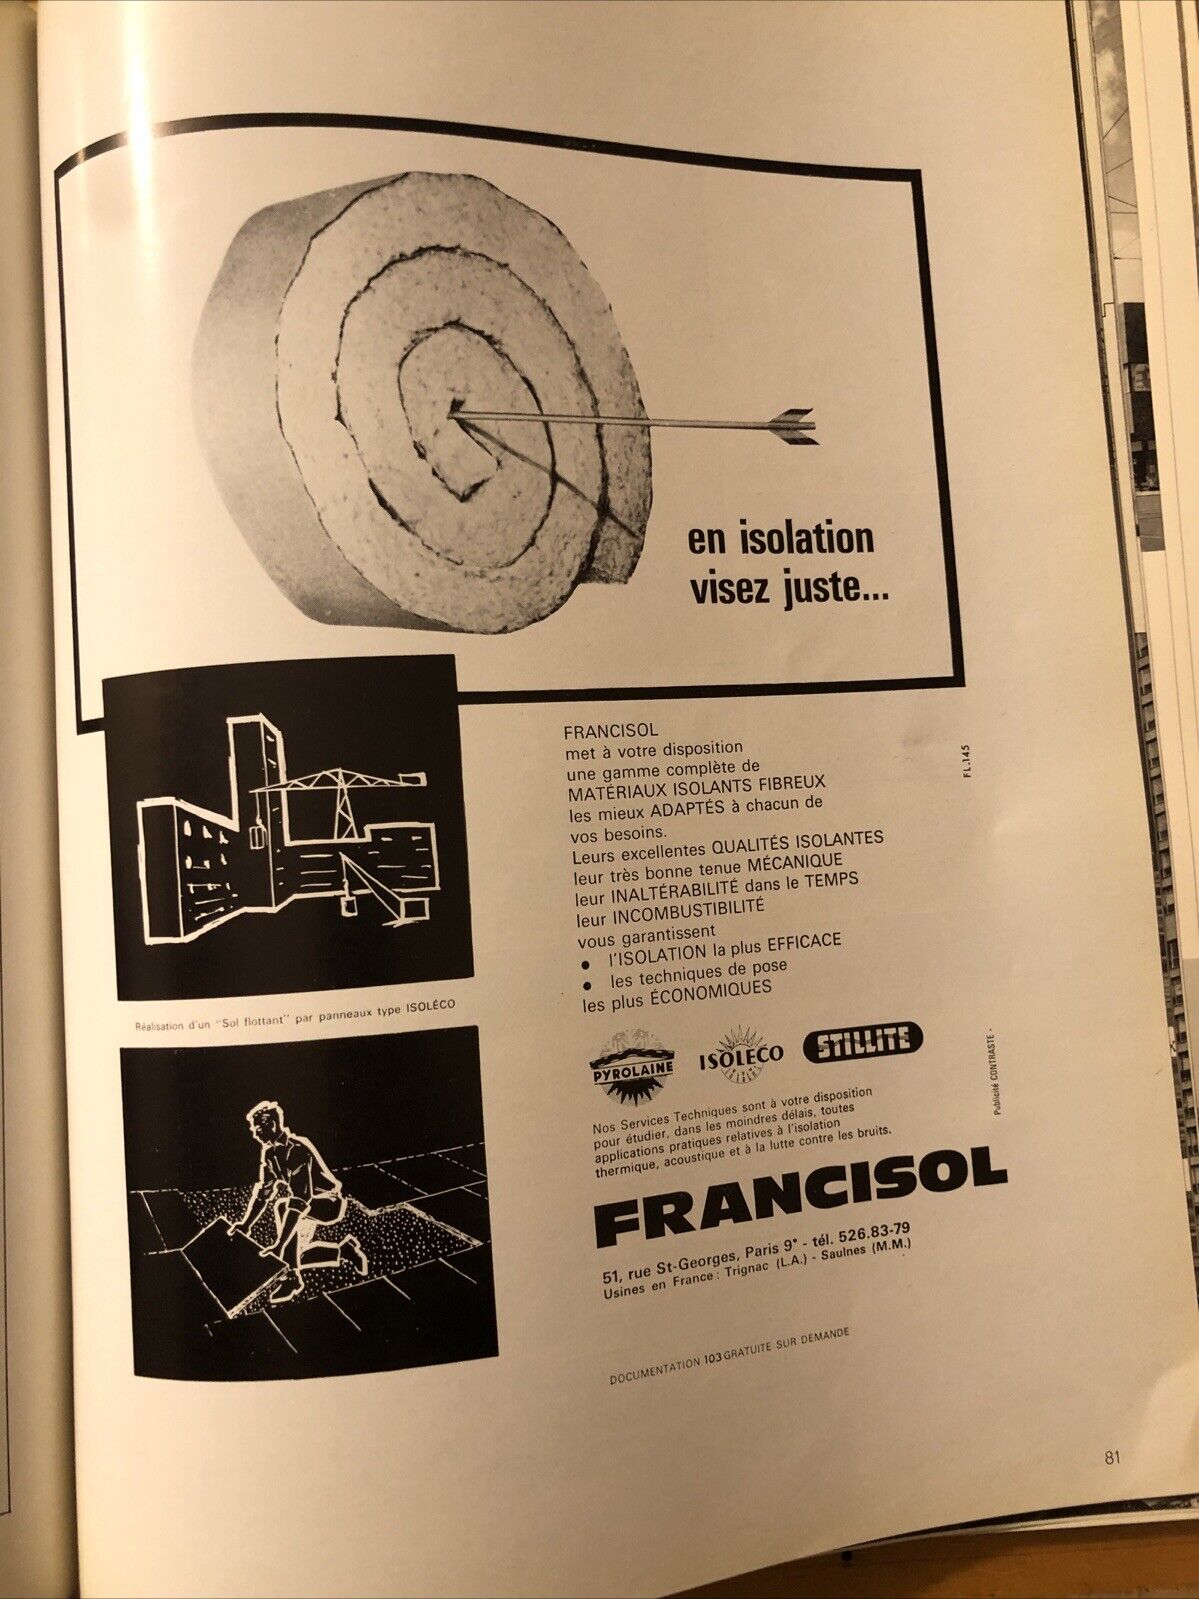 en isolation
visez juste...
FRANCISOL
met à votre disposition
une gamme complète de
MATÉRIAUX ISOLANTS FIBREUX
les mieux ADAPTÉS à chacun de
vos besoins.
Leurs excellentes QUALITÉS ISOLANTES
leur très bonne tenue MÉCANIQUE
leur INALTÉRABILITÉ dans le TEMPS
leur INCOMBUSTIBILITÉ
vous garantissent
• l'ISOLATION la plus EFFICACE
• les techniques de pose
les plus ÉCONOMIQUES
FL.145
Réalisation d'un "Sol flottant" par panneaux type ISOLÉCO
PYROLAINE
ISOLECO
STILLITE
Nos Services Techniques sont à votre disposition
pour étudier, dans les moindres délais, toutes
applications pratiques relatives à l'isolation
thermique, acoustique et à la lutte contre les bruits.
Publicité CONTRASTE -
FRANCISOL
51, rue St-Georges, Paris 9° - tél. 526.83-79
Usines en France : Trignac (L.A.) - Saulnes (M.M.)
DOCUMENTATION 103 GRATUITE SUR DEMANDE
81